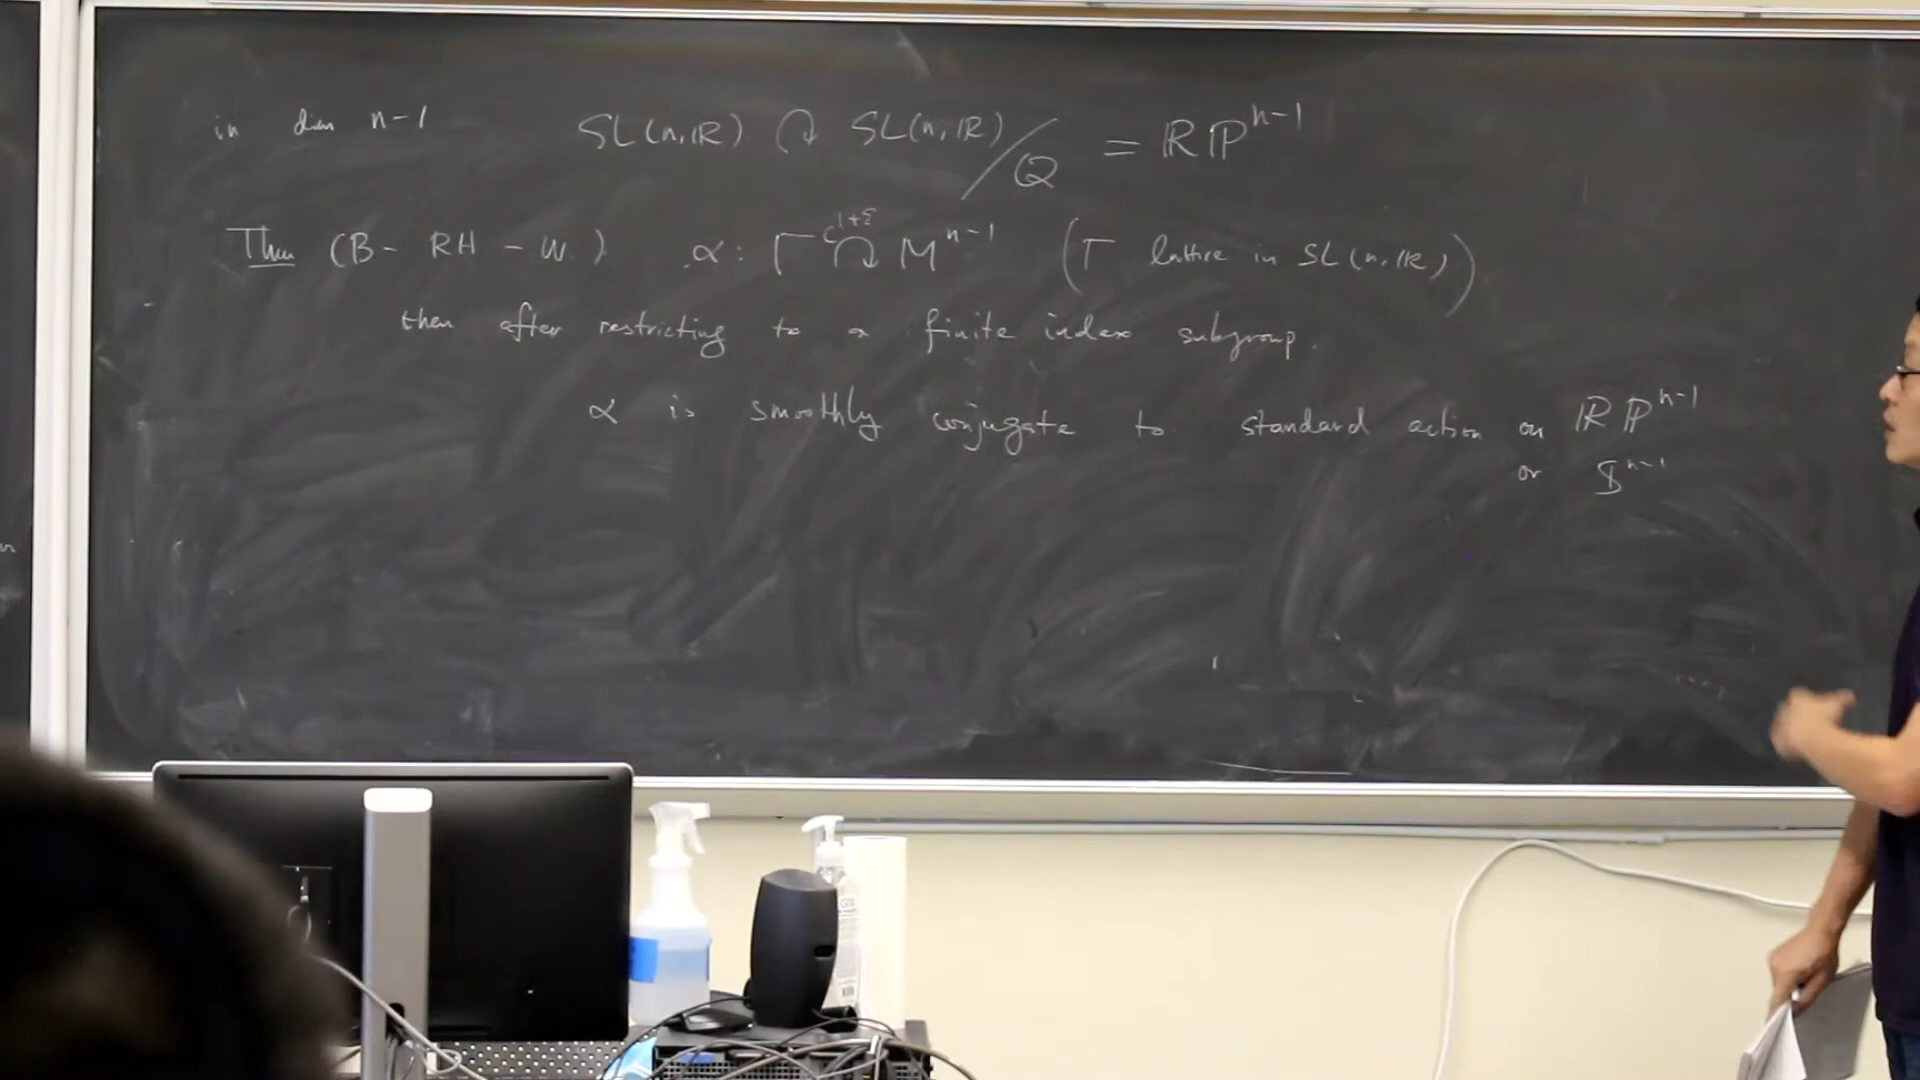 in dim n-1 SL(n,ℝ) ↷ SL(n,ℝ)/Q = ℝℙ^{n-1}
Thm (B- RH - W.) α: Γ ↷^{C^{1+ε}} M^{n-1} (Γ lattice in SL(n,ℝ))
then after restricting to a finite index subgroup.
α is smoothly conjugate to standard action on ℝℙ^{n-1}
or 𝕊^{n-1}